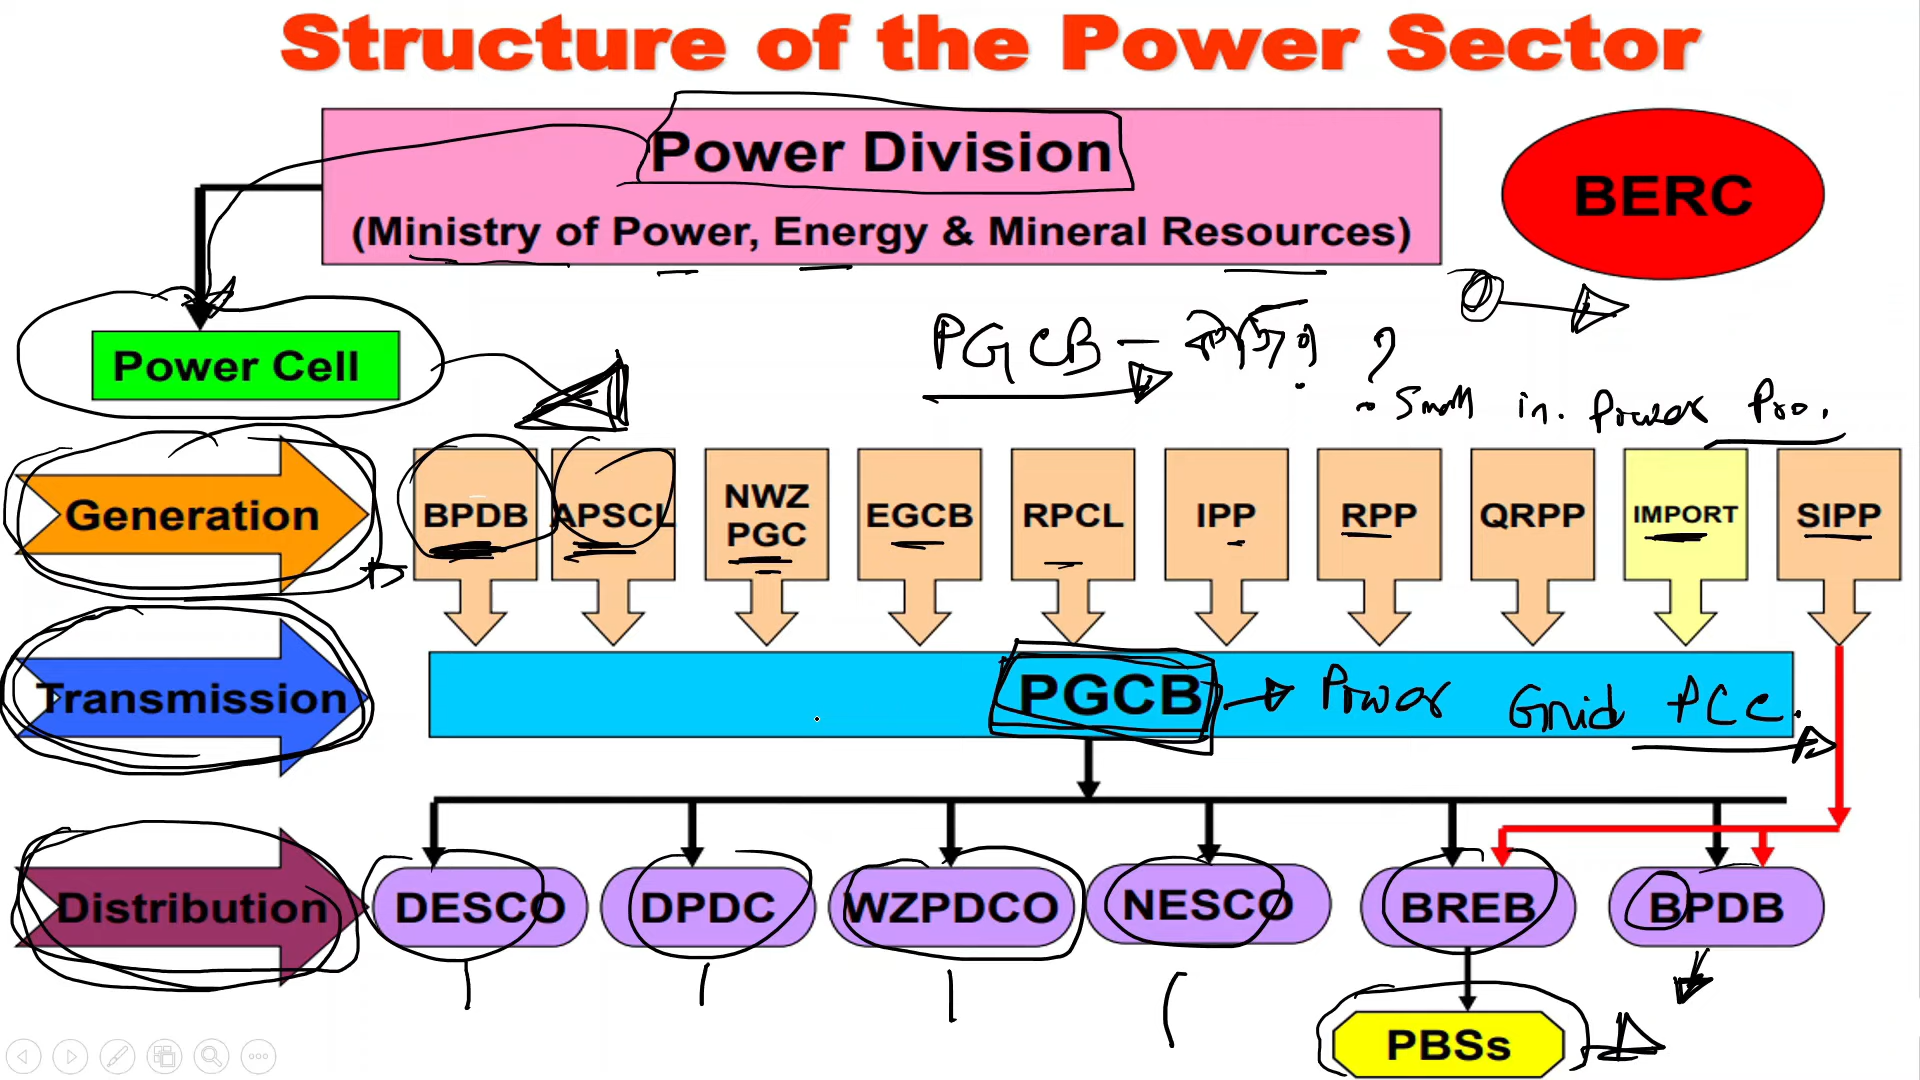 Structure of the Power Sector
Power Division
(Ministry of Power, Energy & Mineral Resources)
BERC
Power Cell
PGCB - ?
Small in. Power Pro.
Generation
BPDB
APSCL
NWZ
PGC
EGCB
RPCL
IPP
RPP
QRPP
IMPORT
SIPP
Transmission
PGCB
Power Grid PLC.
Distribution
DESCO
DPDC
WZPDCO
NESCO
BREB
BPDB
PBSs